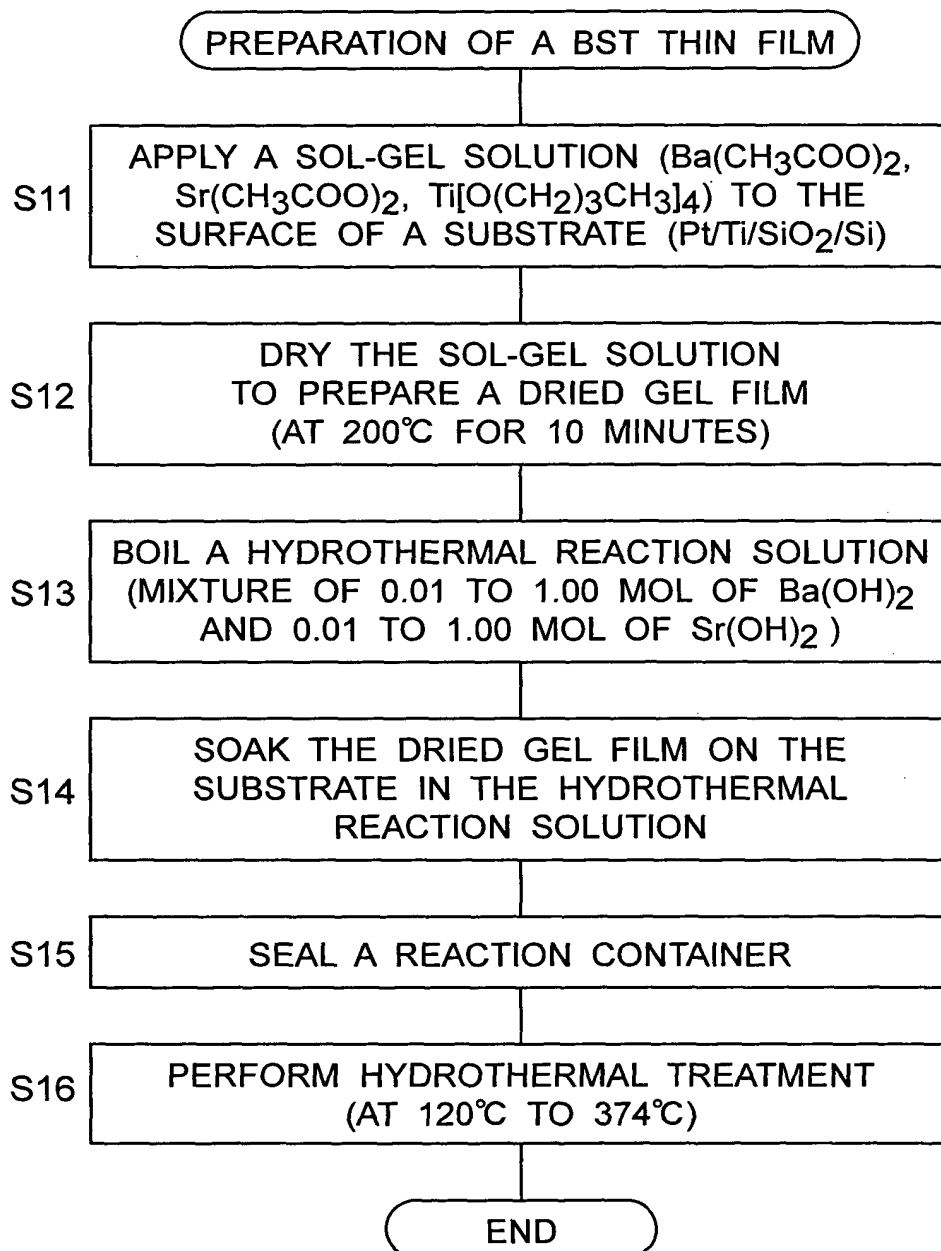 PREPARATION OF A BST THIN FILM
S11
APPLY A SOL-GEL SOLUTION (Ba(CH3COO)2,
Sr(CH3COO)2, Ti[O(CH2)3CH3]4) TO THE
SURFACE OF A SUBSTRATE (Pt/Ti/SiO2/Si)
S12
DRY THE SOL-GEL SOLUTION
TO PREPARE A DRIED GEL FILM
(AT 200℃ FOR 10 MINUTES)
S13
BOIL A HYDROTHERMAL REACTION SOLUTION
(MIXTURE OF 0.01 TO 1.00 MOL OF Ba(OH)2
AND 0.01 TO 1.00 MOL OF Sr(OH)2 )
S14
SOAK THE DRIED GEL FILM ON THE
SUBSTRATE IN THE HYDROTHERMAL
REACTION SOLUTION
S15
SEAL A REACTION CONTAINER
S16
PERFORM HYDROTHERMAL TREATMENT
(AT 120℃ TO 374℃)
END